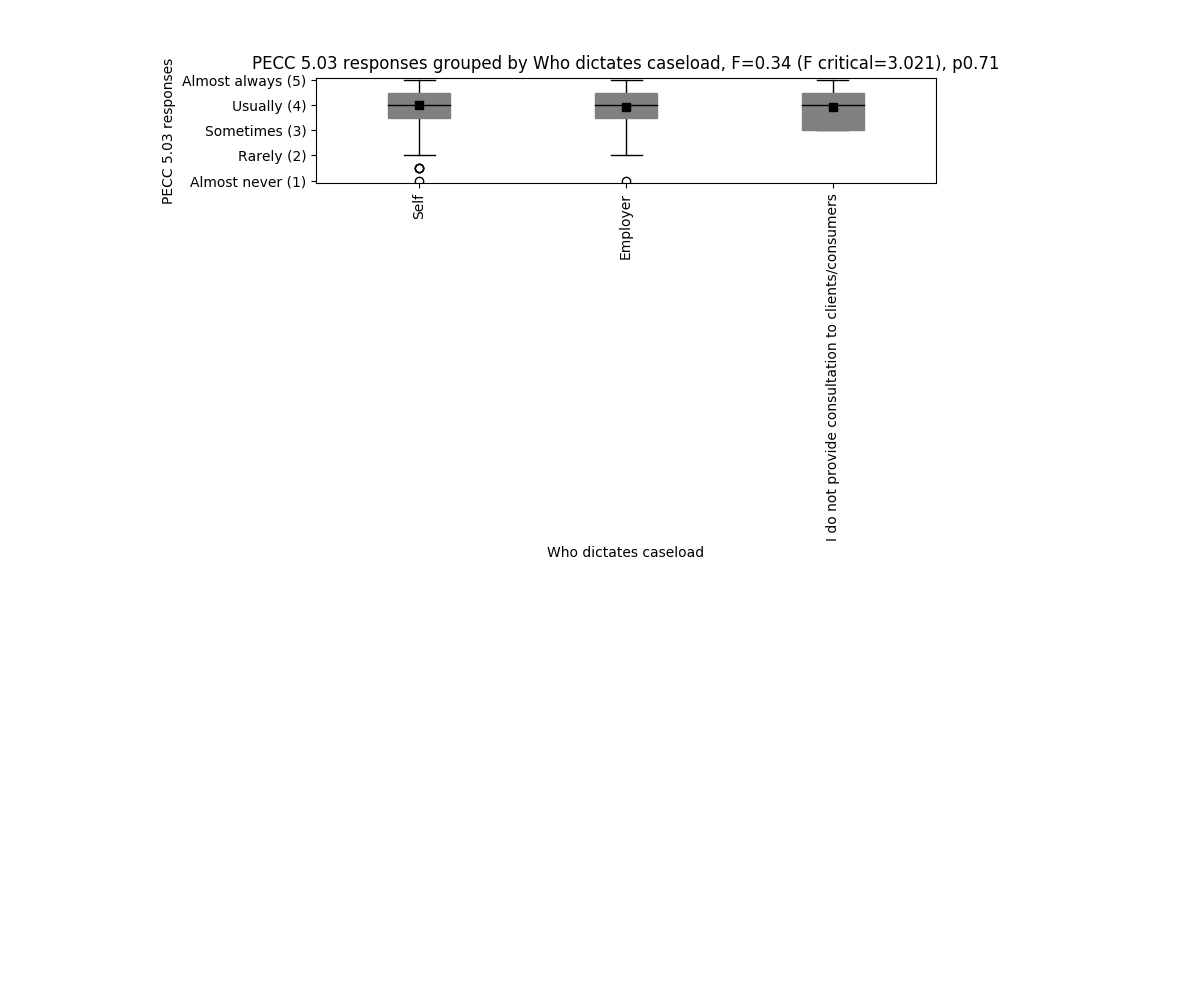 PECC 5.03 responses grouped by Who dictates caseload, F=0.34 (F critical=3.021), p0.71
PECC 5.03 responses
Almost always (5)
Usually (4)
Sometimes (3)
Rarely (2)
Almost never (1)
Self
Employer
I do not provide consultation to clients/consumers
Who dictates caseload